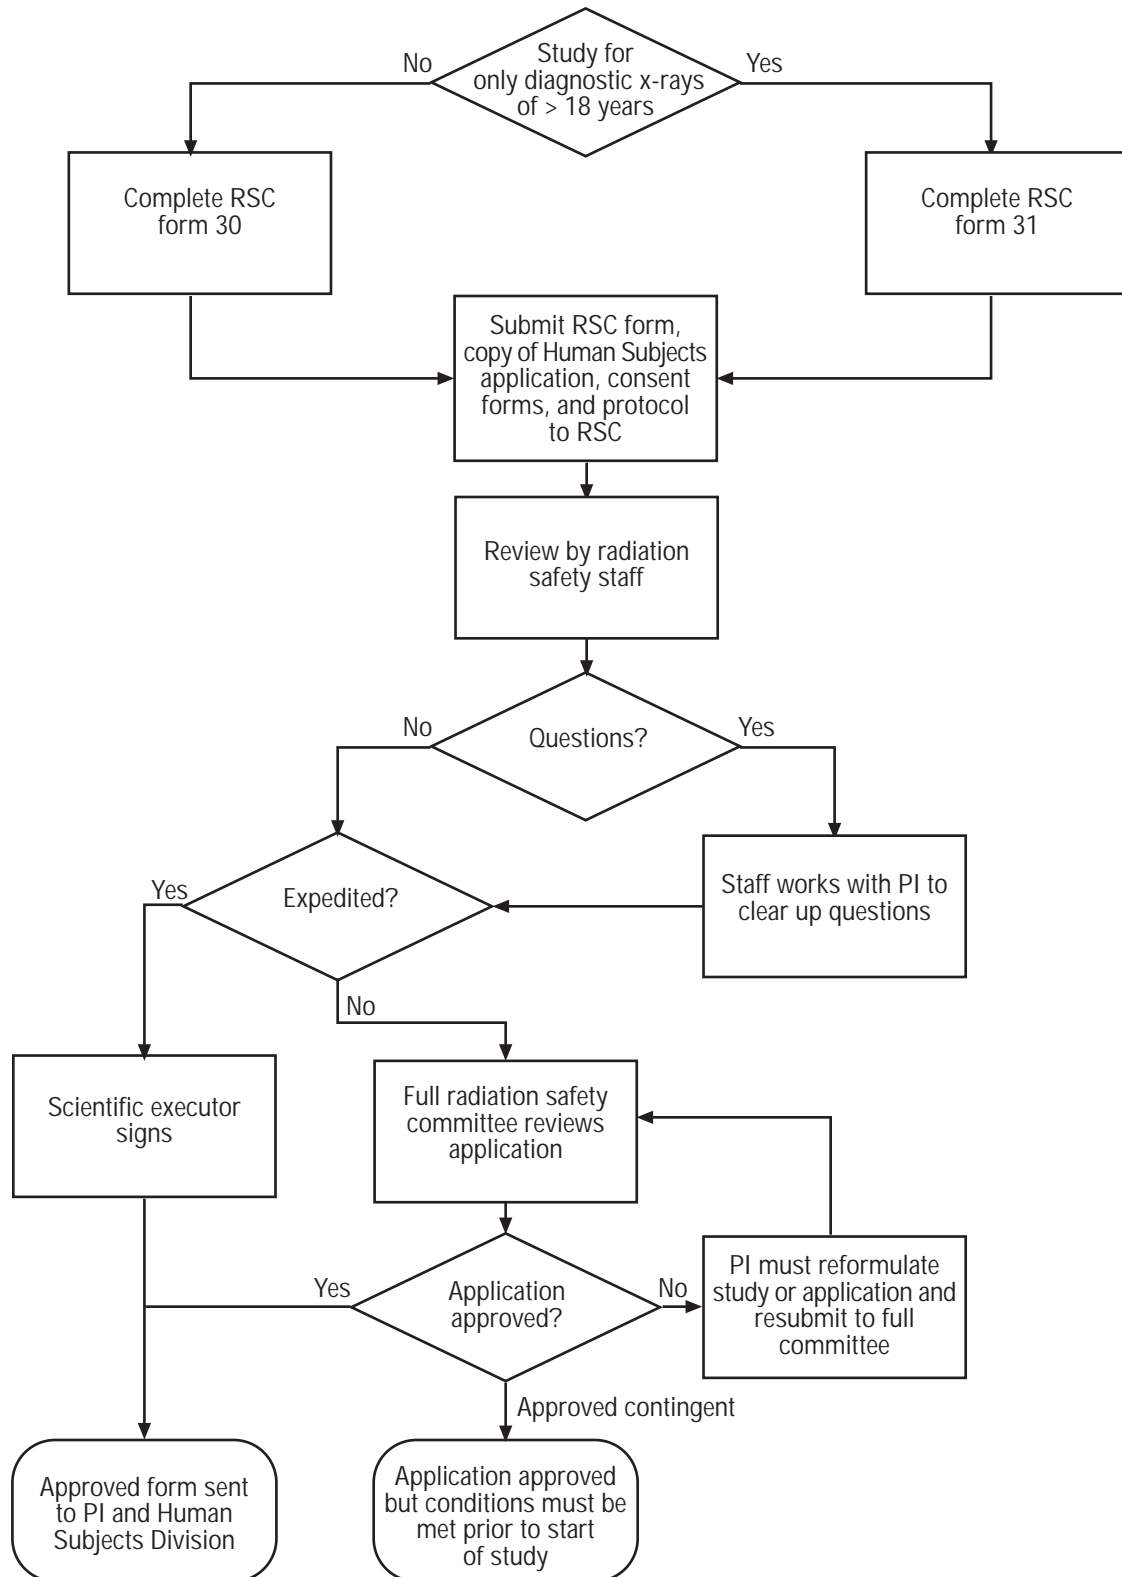 Study for
only diagnostic x-rays
of > 18 years
No
Yes
Complete RSC
form 30
Complete RSC
form 31
Submit RSC form,
copy of Human Subjects
application, consent
forms, and protocol
to RSC
Review by radiation
safety staff
Questions?
No
Yes
Expedited?
Yes
No
Staff works with PI to
clear up questions
Scientific executor
signs
Full radiation safety
committee reviews
application
Application
approved?
Yes
No
PI must reformulate
study or application and
resubmit to full
committee
Approved contingent
Approved form sent
to PI and Human
Subjects Division
Application approved
but conditions must be
met prior to start
of study